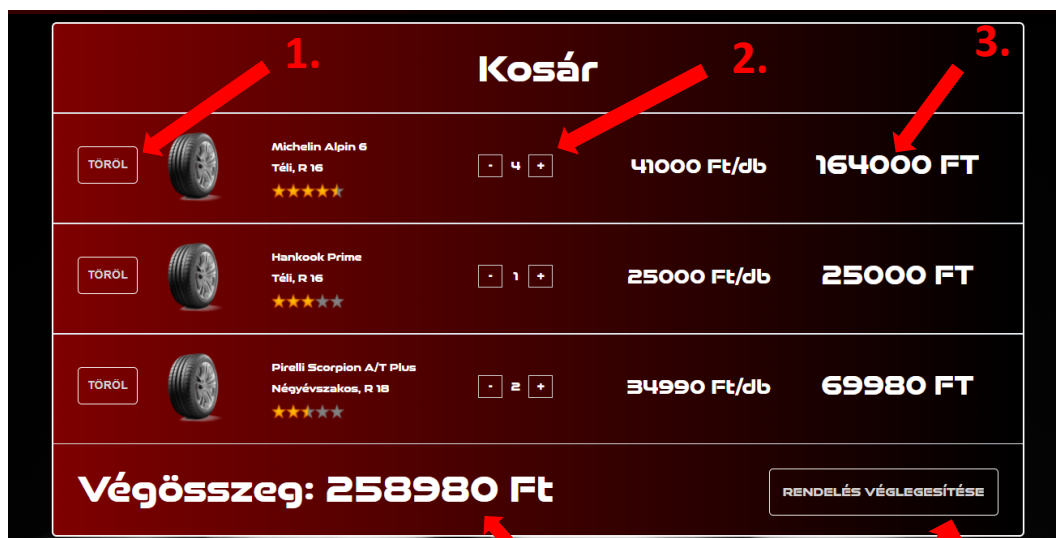 1.
2.
3.
Kosár
TÖRÖL
Michelin Alpin 6
Téli, R 16
- 4 +
41000 Ft/db
164000 FT
TÖRÖL
Hankook Prime
Téli, R 16
- 1 +
25000 Ft/db
25000 FT
TÖRÖL
Pirelli Scorpion A/T Plus
Négyévszakos, R 18
- 2 +
34990 Ft/db
69980 FT
Végösszeg: 258980 Ft
RENDELÉS VÉGLEGESÍTÉSE